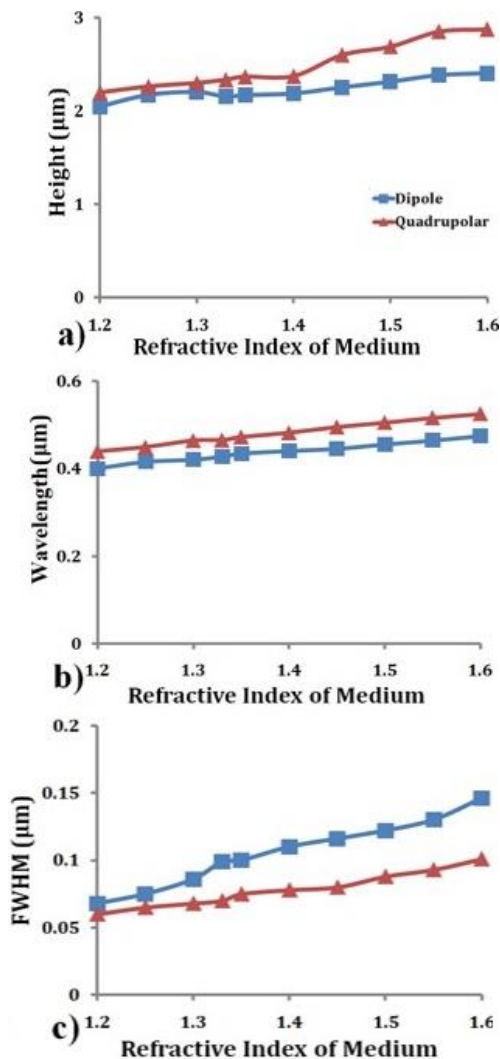 3
2
1
0
Height (µm)
Dipole
Quadrupolar
1.2 1.3 1.4 1.5 1.6
a) Refractive Index of Medium
0.6
0.4
0.2
0
Wavelength(µm)
1.2 1.3 1.4 1.5 1.6
b) Refractive Index of Medium
0.2
0.15
0.1
0.05
0
FWHM (µm)
1.2 1.3 1.4 1.5 1.6
c) Refractive Index of Medium